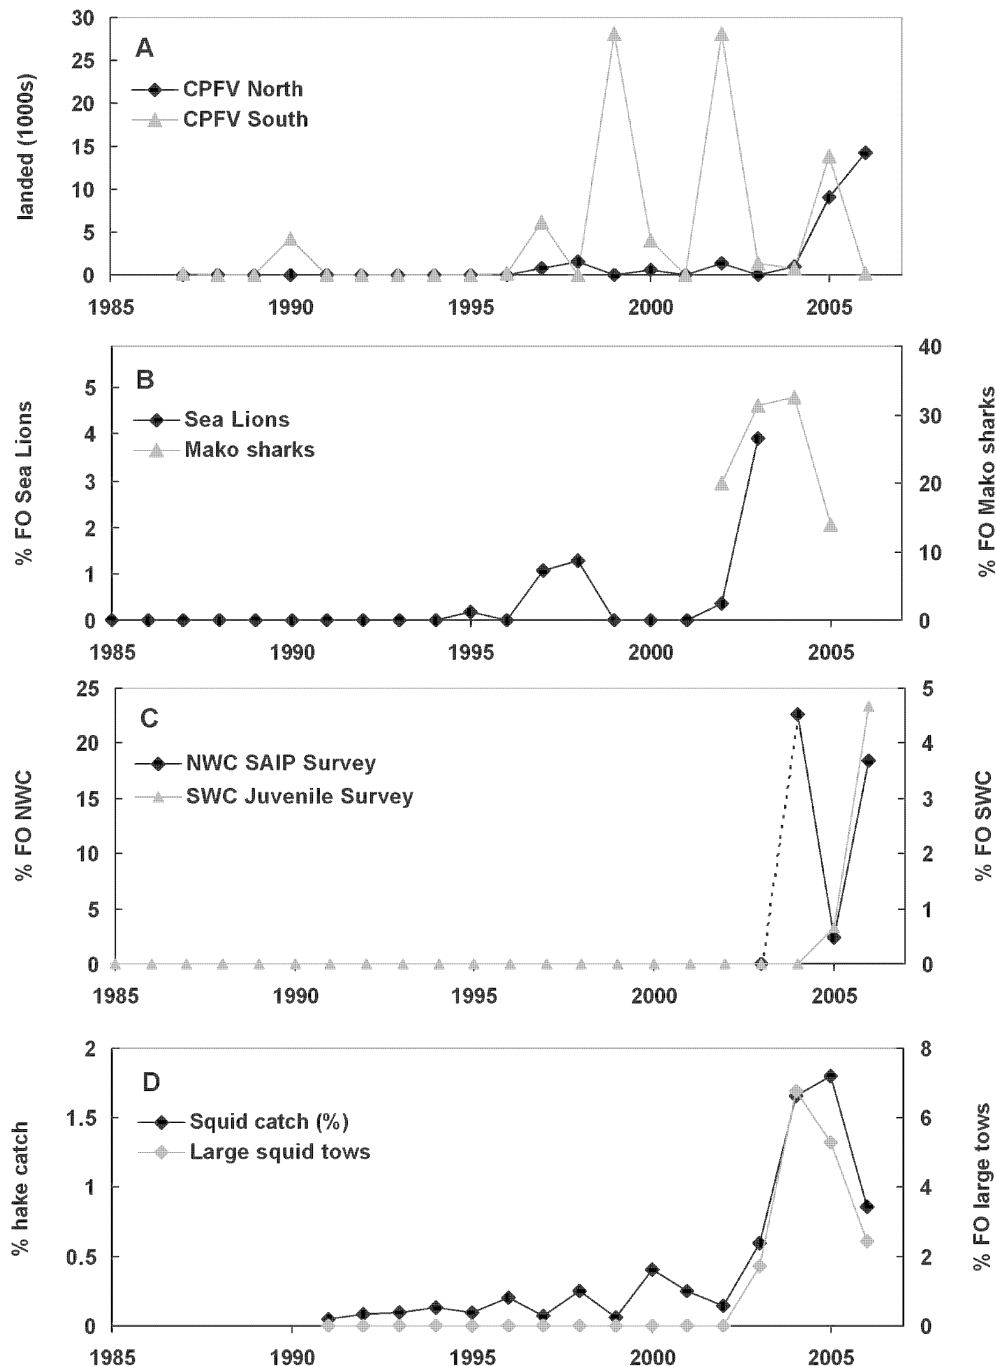 30
25
20
15
10
5
0
landed (1000s)
A
CPFV North
CPFV South
1985 1990 1995 2000 2005
5
4
3
2
1
0
% FO Sea Lions
B
Sea Lions
Mako sharks
40
30
20
10
0
% FO Mako sharks
1985 1990 1995 2000 2005
25
20
15
10
5
0
% FO NWC
C
NWC SAIP Survey
SWC Juvenile Survey
5
4
3
2
1
0
% FO SWC
1985 1990 1995 2000 2005
2
1.5
1
0.5
0
% hake catch
D
Squid catch (%)
Large squid tows
8
6
4
2
0
% FO large tows
1985 1990 1995 2000 2005